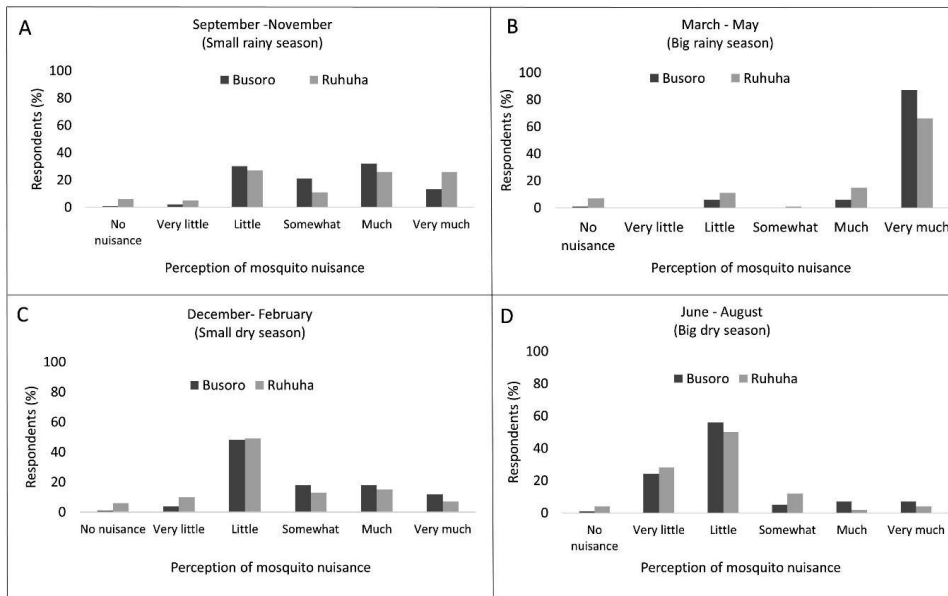 A
September -November
(Small rainy season)
Busoro
Ruhuha
Respondents (%)
100
80
60
40
20
0
No nuisance
Very little
Little
Somewhat
Much
Very much
Perception of mosquito nuisance
B
March - May
(Big rainy season)
Busoro
Ruhuha
Respondents (%)
100
80
60
40
20
0
No nuisance
Very little
Little
Somewhat
Much
Very much
Perception of mosquito nuisance
C
December- February
(Small dry season)
Busoro
Ruhuha
Respondents (%)
100
80
60
40
20
0
No nuisance
Very little
Little
Somewhat
Much
Very much
Perception of mosquito nuisance
D
June - August
(Big dry season)
Busoro
Ruhuha
Respondents (%)
100
80
60
40
20
0
No nuisance
Very little
Little
Somewhat
Much
Very much
Perception of mosquito nuisance